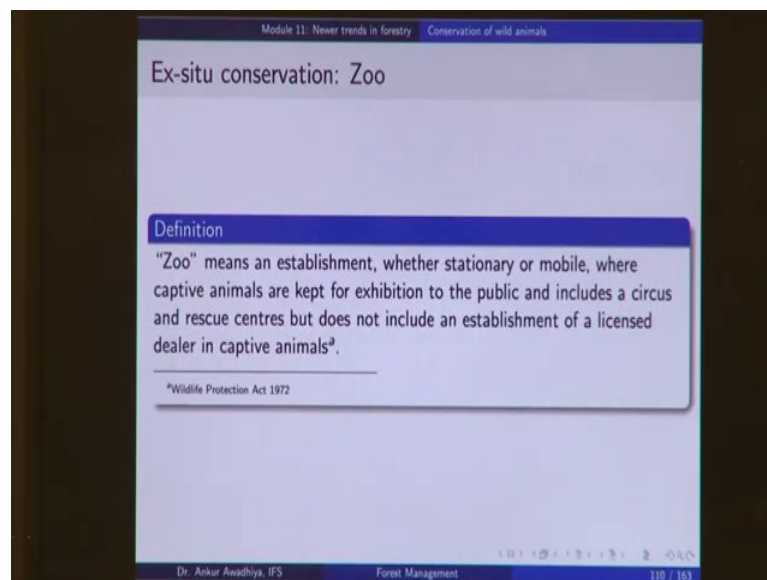 Module 11: Newer trends in forestry Conservation of wild animals
Ex-situ conservation: Zoo
Definition
"Zoo" means an establishment, whether stationary or mobile, where
captive animals are kept for exhibition to the public and includes a circus
and rescue centres but does not include an establishment of a licensed
dealer in captive animalsᵃ.
ᵃWildlife Protection Act 1972
Dr. Ankur Awadhiya, IFS Forest Management 110 / 163